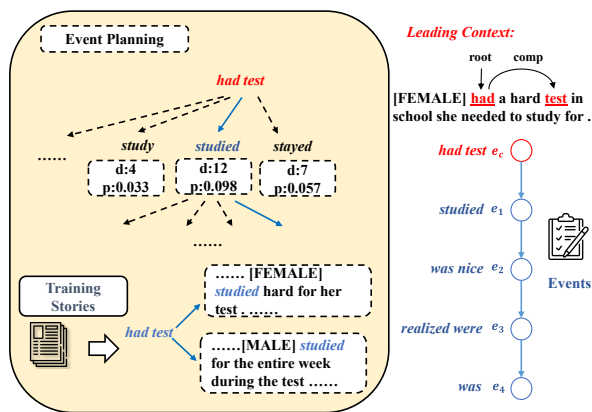 Event Planning
had test
......
study
studied
stayed
d:4
p:0.033
d:12
p:0.098
d:7
p:0.057
......
Training
Stories
had test
...... [FEMALE]
studied hard for her
test . ......
......[MALE] studied
for the entire week
during the test ......
Leading Context:
root
comp
[FEMALE] had a hard test in
school she needed to study for .
had test e_c
studied e_1
was nice e_2
realized were e_3
was e_4
Events